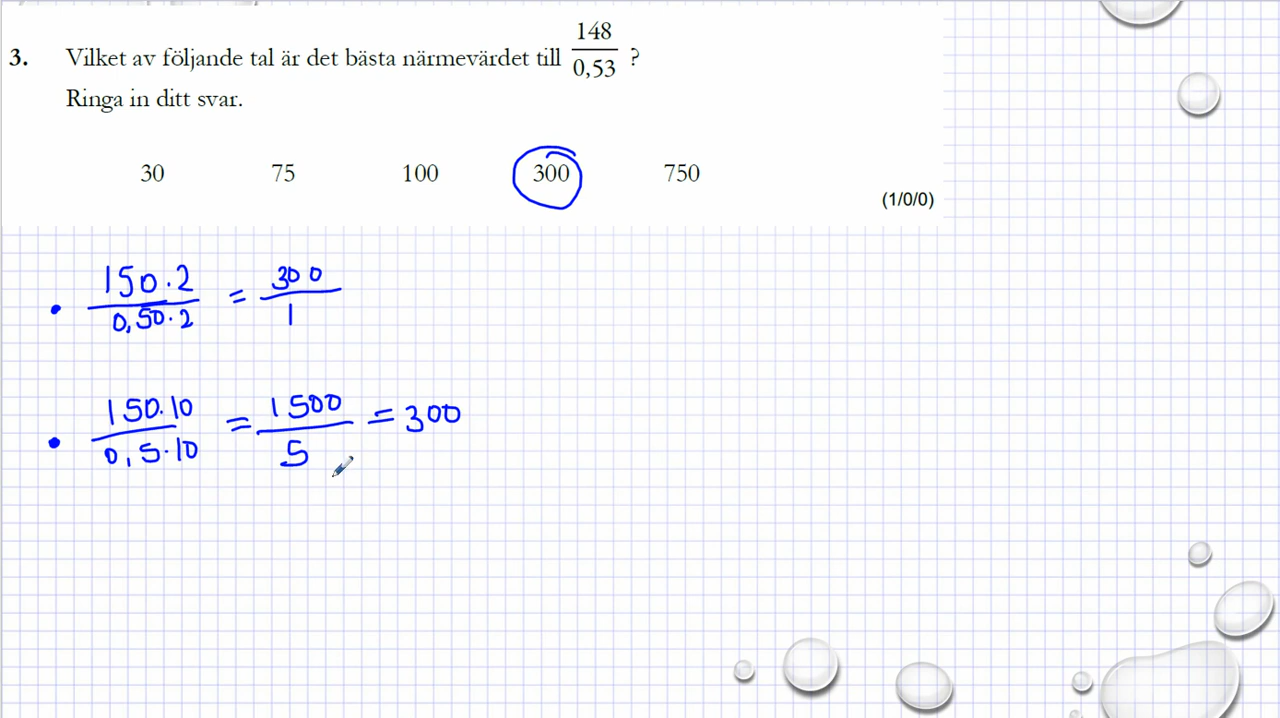 3. Vilket av följande tal är det bästa närmevärdet till 148/0,53 ?
Ringa in ditt svar.
30 75 100 300 750
(1/0/0)
• 150·2/0,50·2 = 300/1
• 150·10/0,5·10 = 1500/5 = 300